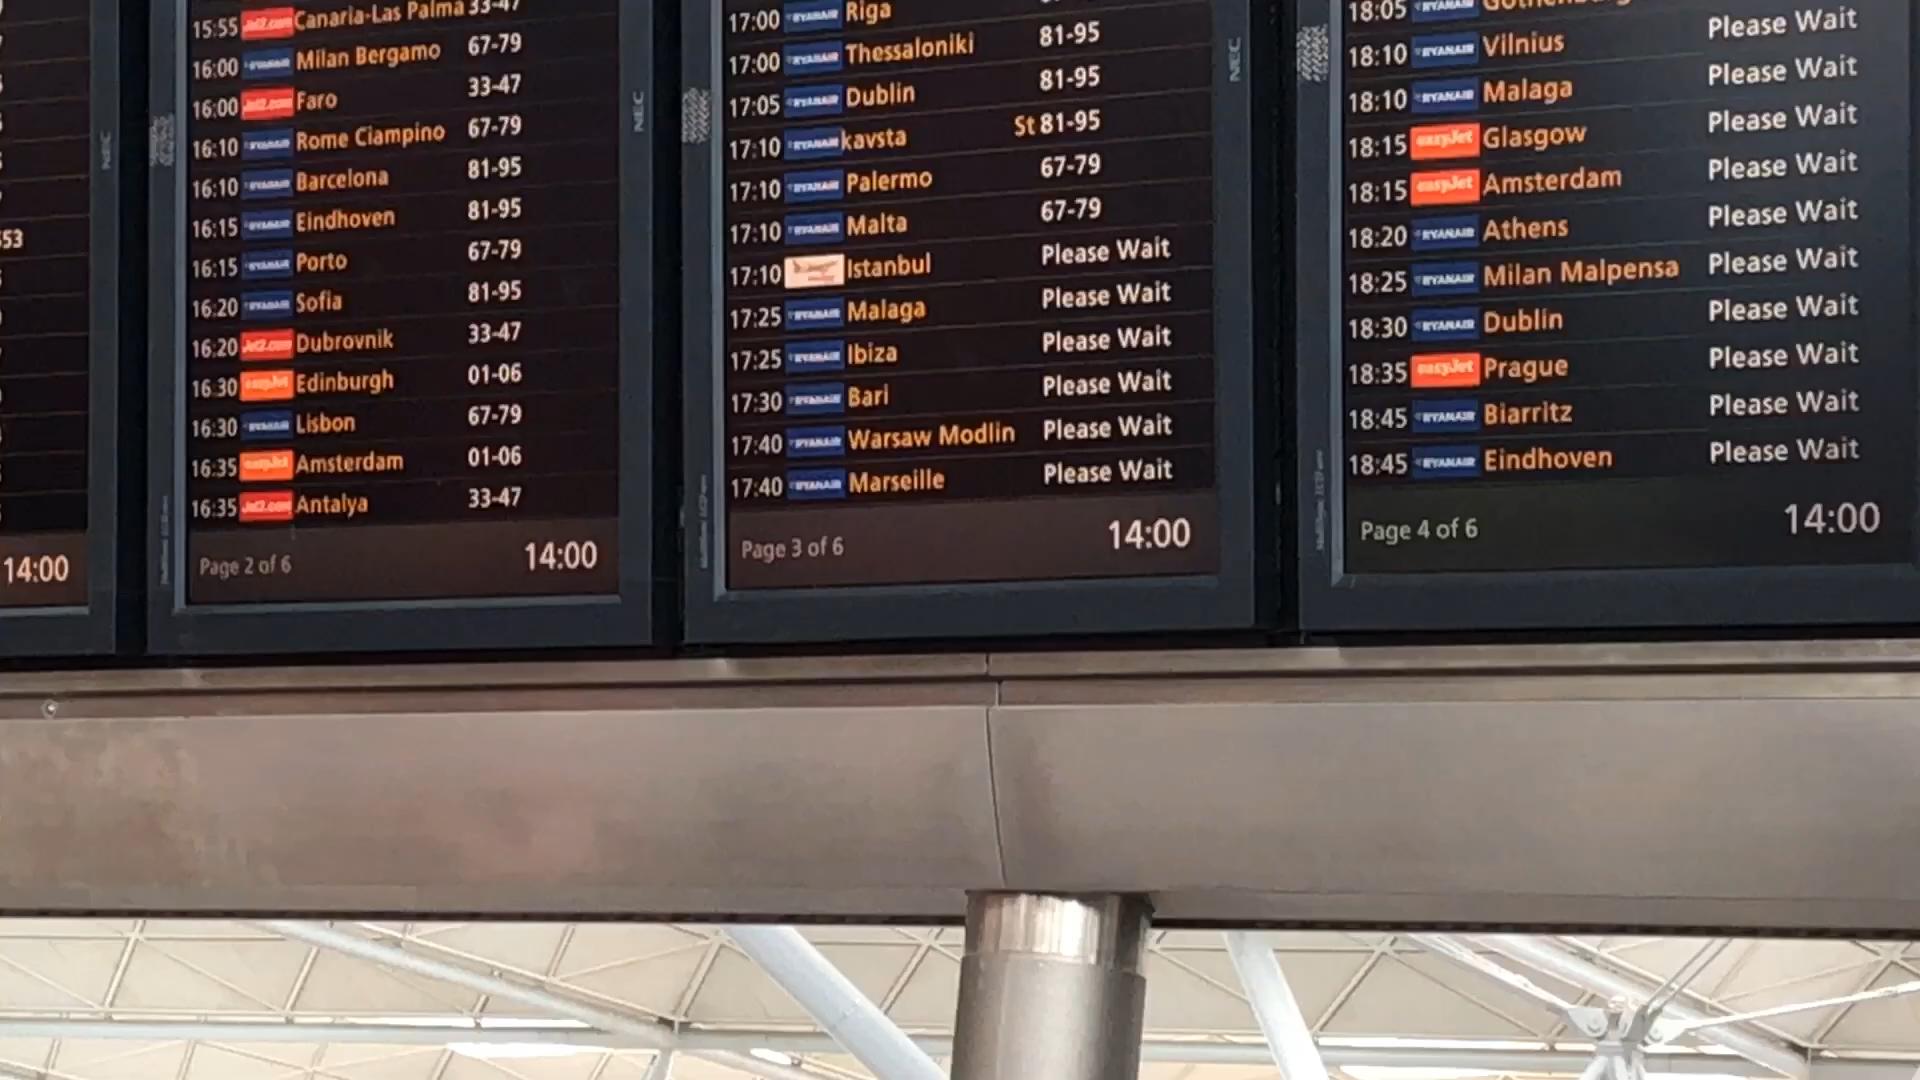 53
14:00
15:55 Jet2.com Canaria-Las Palma 33-47
16:00 RYANAIR Milan Bergamo 67-79
16:00 Jet2.com Faro 33-47
16:10 RYANAIR Rome Ciampino 67-79
16:10 RYANAIR Barcelona 81-95
16:15 RYANAIR Eindhoven 81-95
16:15 RYANAIR Porto 67-79
16:20 RYANAIR Sofia 81-95
16:20 Jet2.com Dubrovnik 33-47
16:30 easyJet Edinburgh 01-06
16:30 RYANAIR Lisbon 67-79
16:35 easyJet Amsterdam 01-06
16:35 Jet2.com Antalya 33-47
Page 2 of 6 14:00
NEC
17:00 RYANAIR Riga
17:00 RYANAIR Thessaloniki 81-95
17:05 RYANAIR Dublin 81-95
17:10 RYANAIR kavsta St 81-95
17:10 RYANAIR Palermo 67-79
17:10 RYANAIR Malta 67-79
17:10 Istanbul Please Wait
17:25 RYANAIR Malaga Please Wait
17:25 RYANAIR Ibiza Please Wait
17:30 RYANAIR Bari Please Wait
17:40 RYANAIR Warsaw Modlin Please Wait
17:40 RYANAIR Marseille Please Wait
Page 3 of 6 14:00
NEC
18:05 RYANAIR Gothenburg Please Wait
18:10 RYANAIR Vilnius Please Wait
18:10 RYANAIR Malaga Please Wait
18:15 easyJet Glasgow Please Wait
18:15 easyJet Amsterdam Please Wait
18:20 RYANAIR Athens Please Wait
18:25 RYANAIR Milan Malpensa Please Wait
18:30 RYANAIR Dublin Please Wait
18:35 easyJet Prague Please Wait
18:45 RYANAIR Biarritz Please Wait
18:45 RYANAIR Eindhoven Please Wait
Page 4 of 6 14:00
NEC